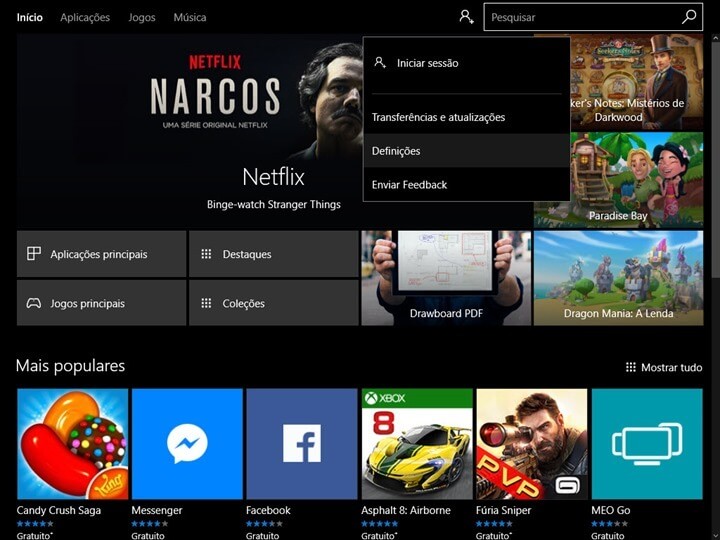 Início Aplicações Jogos Música
Pesquisar
NETFLIX
NARCOS
UMA SÉRIE ORIGINAL NETFLIX
Netflix
Binge-watch Stranger Things
Iniciar sessão
Transferências e atualizações
Definições
Enviar Feedback
ker's Notes: Mistérios de
Darkwood
Paradise Bay
Aplicações principais
Destaques
Jogos principais
Coleções
Drawboard PDF
Dragon Mania: A Lenda
Mais populares
Mostrar tudo
King
XBOX
8
PVP
Candy Crush Saga
Messenger
Facebook
Asphalt 8: Airborne
Fúria Sniper
MEO Go
Gratuito*
Gratuito
Gratuito
Gratuito*
Gratuito*
Gratuito